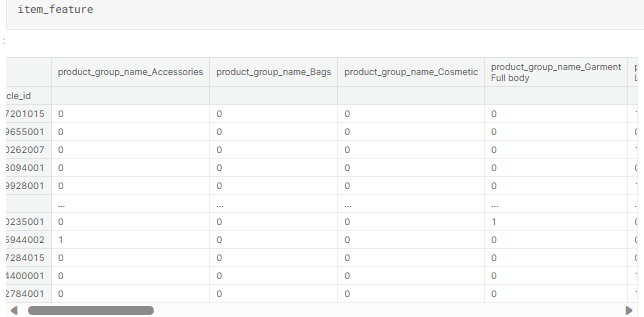 item_feature
:
product_group_name_Accessories product_group_name_Bags product_group_name_Cosmetic product_group_name_Garment
Full body
cle_id
7201015 0 0 0 0
9655001 0 0 0 0
0262007 0 0 0 0
3094001 0 0 0 0
9928001 0 0 0 0
... ... ... ...
0235001 0 0 0 1
5944002 1 0 0 0
7284015 0 0 0 0
4400001 0 0 0 0
2784001 0 0 0 0